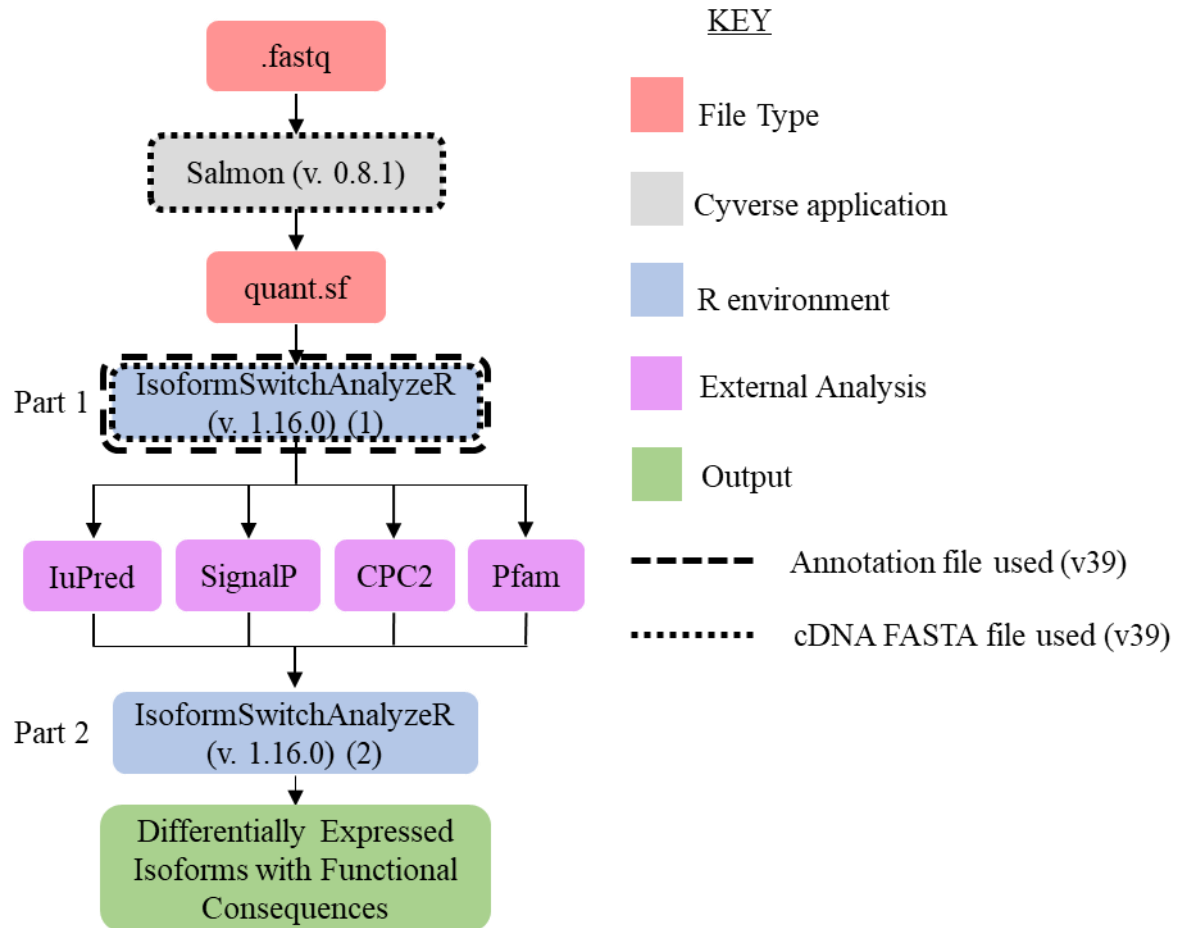 .fastq
Salmon (v. 0.8.1)
quant.sf
Part 1
IsoformSwitchAnalyzeR
(v. 1.16.0) (1)
IuPred
SignalP
CPC2
Pfam
Part 2
IsoformSwitchAnalyzeR
(v. 1.16.0) (2)
Differentially Expressed
Isoforms with Functional
Consequences
KEY
File Type
Cyverse application
R environment
External Analysis
Output
Annotation file used (v39)
cDNA FASTA file used (v39)